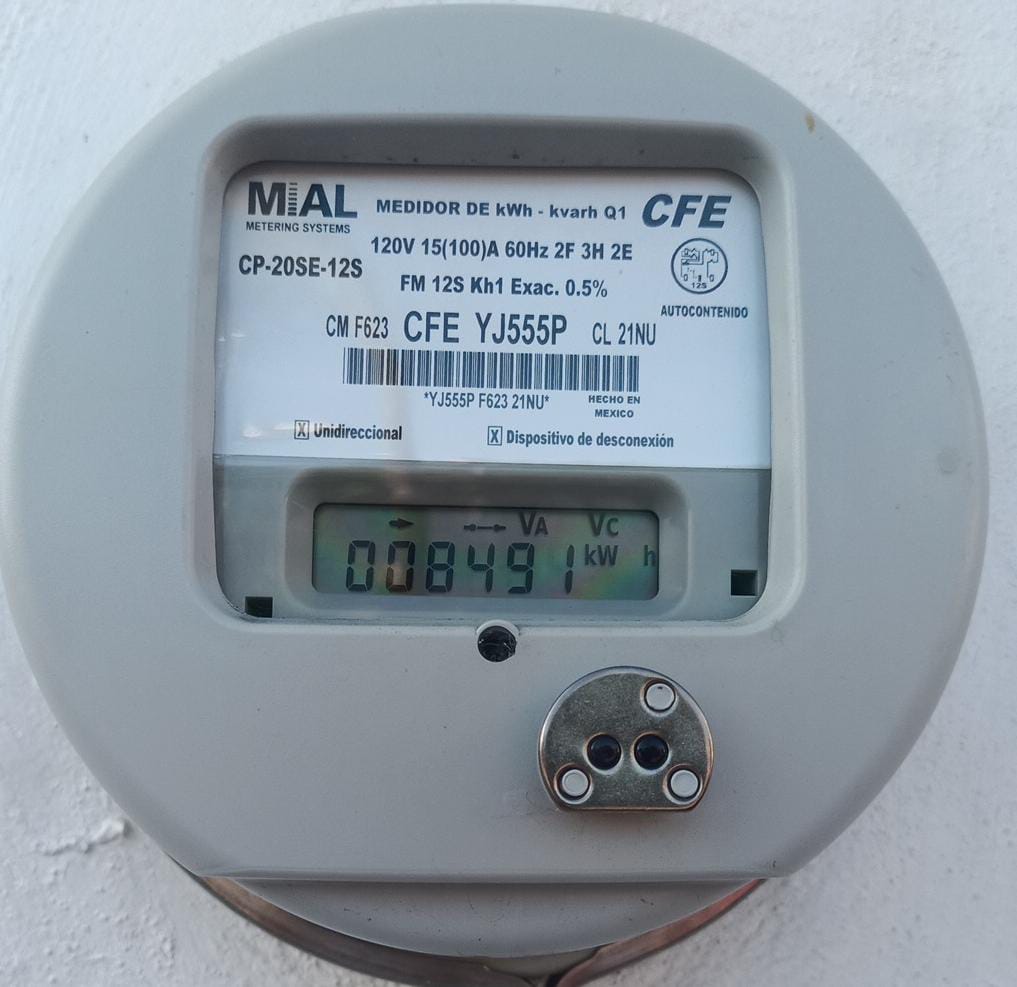 MIAL
METERING SYSTEMS
MEDIDOR DE kWh - kvarh Q1
CFE
120V 15(100)A 60Hz 2F 3H 2E
CP-20SE-12S
FM 12S Kh1 Exac. 0.5%
12S
AUTOCONTENIDO
CM F623 CFE YJ555P CL 21NU
*YJ555P F623 21NU*
HECHO EN
MEXICO
X Unidireccional
X Dispositivo de desconexión
VA VC
008491 kW h